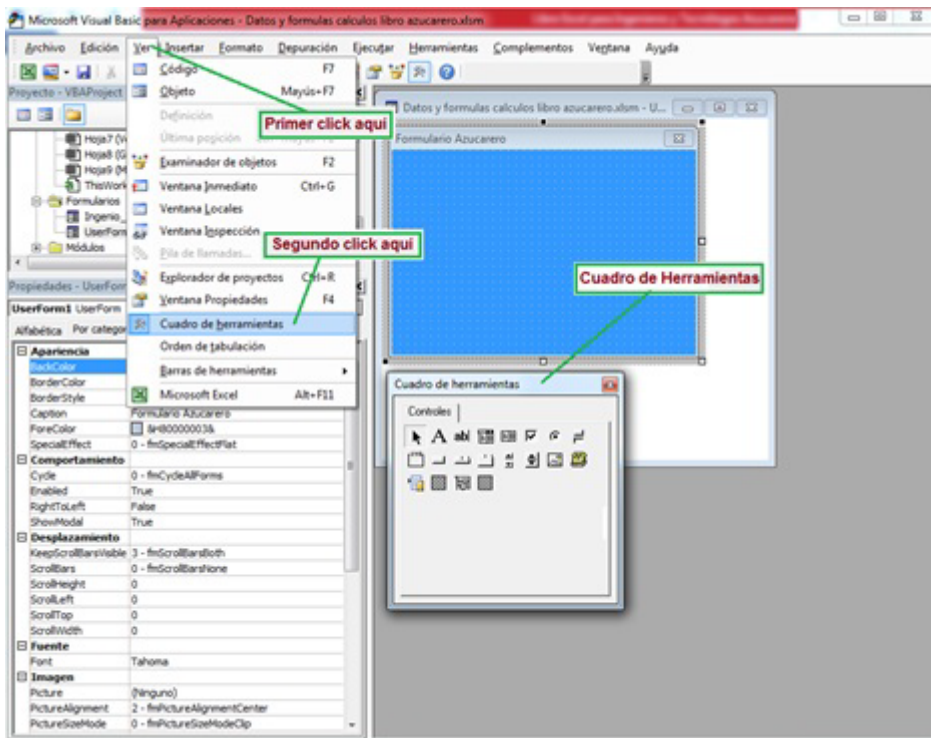 Microsoft Visual Basic para Aplicaciones - Datos y formulas calculos libro azucarero.xlsm
Archivo Edición Ver Insertar Formato Depuración Ejecutar Herramientas Complementos Ventana Ayuda
Proyecto - VBAProject
Hoja7
Hoja8
Hoja9
Formularios
Módulos
Código F7
Objeto Mayús+F7
Definición
Última posición
Examinador de objetos F2
Ventana Inmediato Ctrl+G
Ventana Locales
Ventana Inspección
Pila de llamadas...
Explorador de proyectos Ctrl+R
Ventana Propiedades F4
Cuadro de herramientas
Orden de tabulación
Barras de herramientas
Microsoft Excel Alt+F11
Primer click aquí
Segundo click aquí
Cuadro de Herramientas
Datos y formulas calculos libro azucarero.xlsm - U...
Formulario Azucarero
Cuadro de herramientas
Controles
A abl
Propiedades - UserForm
UserForm1 UserForm
Alfabética Por categor
Apariencia
BackColor
BorderColor
BorderStyle
Caption Formulario Azucarero
ForeColor &H80000003&
SpecialEffect 0 - fmSpecialEffectFlat
Comportamiento
Cycle 0 - fmCycleAllForms
Enabled True
RightToLeft False
ShowModal True
Desplazamiento
KeepScrollBarsVisible 3 - fmScrollBarsBoth
ScrollBars 0 - fmScrollBarsNone
ScrollHeight 0
ScrollLeft 0
ScrollTop 0
ScrollWidth 0
Fuente
Font Tahoma
Imagen
Picture (Ninguno)
PictureAlignment 2 - fmPictureAlignmentCenter
PictureSizeMode 0 - fmPictureSizeModeClip